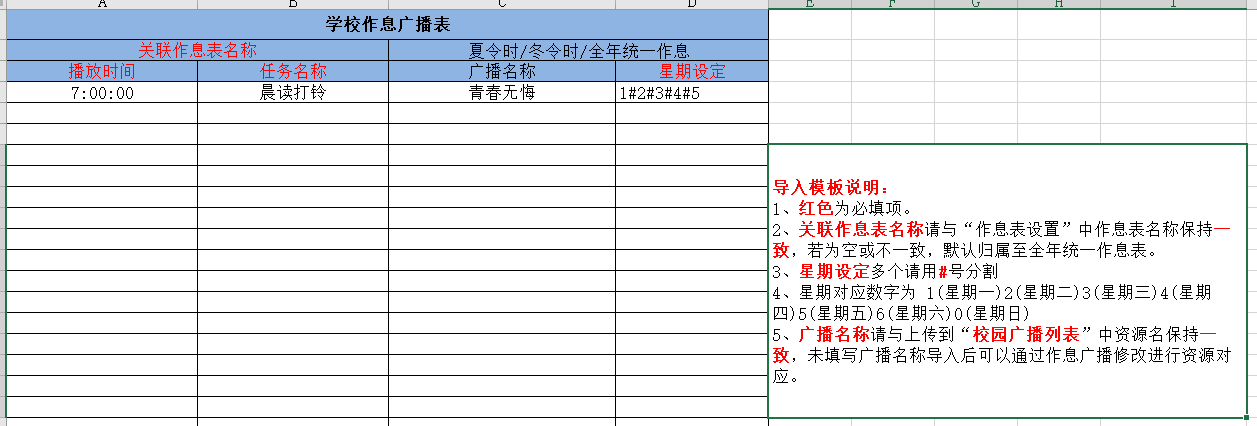 A B C D E F G H I
学校作息广播表
关联作息表名称 夏令时/冬令时/全年统一作息
播放时间 任务名称 广播名称 星期设定
7:00:00 晨读打铃 青春无悔 1#2#3#4#5
导入模板说明：
1、红色为必填项。
2、关联作息表名称请与“作息表设置”中作息表名称保持一
致，若为空或不一致，默认归属至全年统一作息表。
3、星期设定多个请用#号分割
4、星期对应数字为 1(星期一)2(星期二)3(星期三)4(星期
四)5(星期五)6(星期六)0(星期日)
5、广播名称请与上传到“校园广播列表”中资源名保持一
致，未填写广播名称导入后可以通过作息广播修改进行资源对
应。